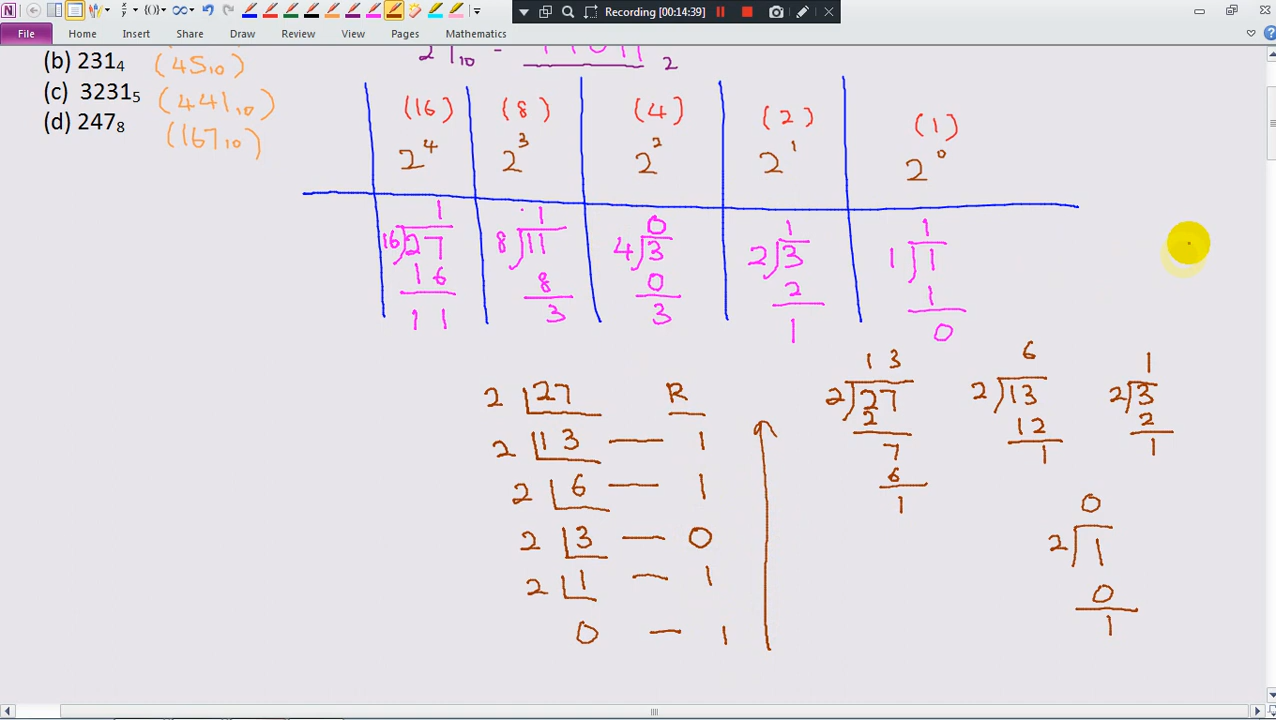 Recording [00:14:39]
File Home Insert Share Draw Review Pages View
(b) 231₄ (45₁₀)
(c) 3231₅ (441₁₀)
(d) 247₈ (167₁₀)
(16) (8) (4) (2) (1)
2⁴ 2³ 2² 2¹ 2⁰
1 1 0 1 1
16 27 8 11 4 3 2 3 1 1
16 8 0 2 1
11 3 3 1 0
2 27 R
2 13 — 1
2 6 — 1
2 3 — 0
2 1 — 1
0 — 1
13
2 27
2
7
6
1
6
2 13
12
1
1
2 3
2
1
0
2 1
0
1